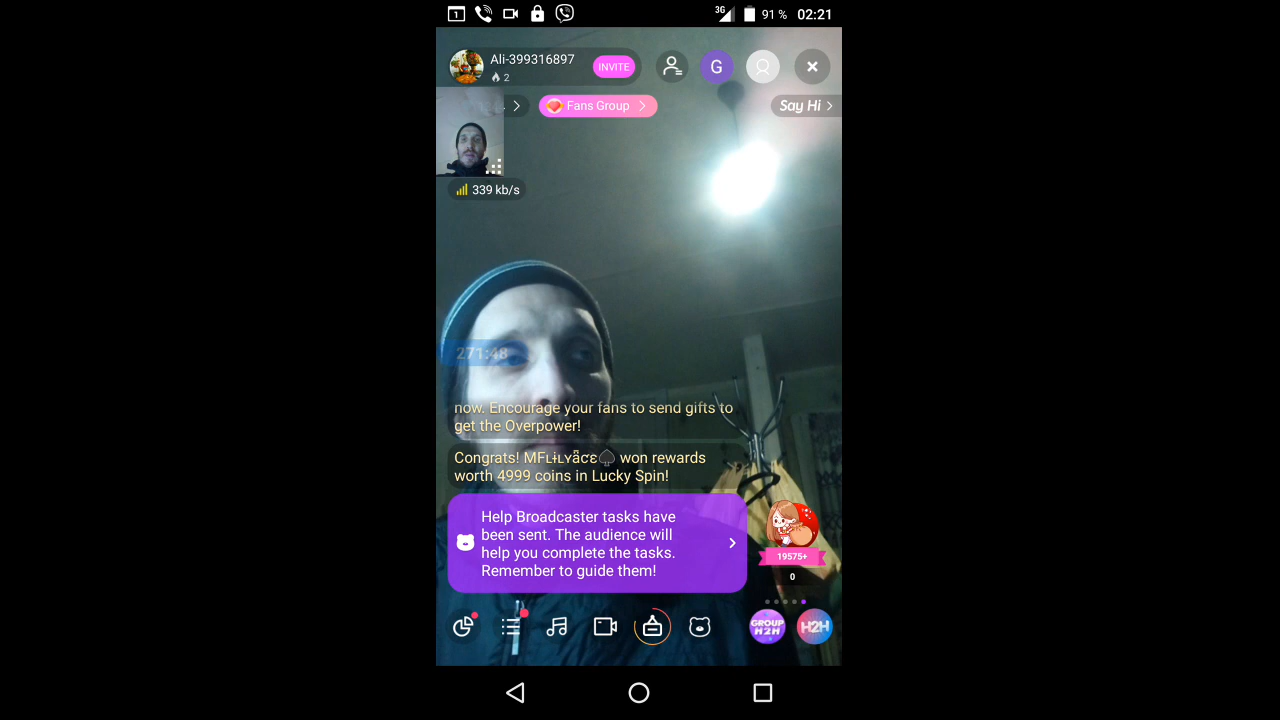 1
3G
91 %
02:21
Ali-399316897
2
INVITE
G
Fans Group
Say Hi
339 kb/s
271:48
now. Encourage your fans to send gifts to
get the Overpower!
Congrats! MFʟɨʟʏåƈɛ♠ won rewards
worth 4999 coins in Lucky Spin!
Help Broadcaster tasks have
been sent. The audience will
help you complete the tasks.
Remember to guide them!
19575+
0
GROUP
H2H
H2H